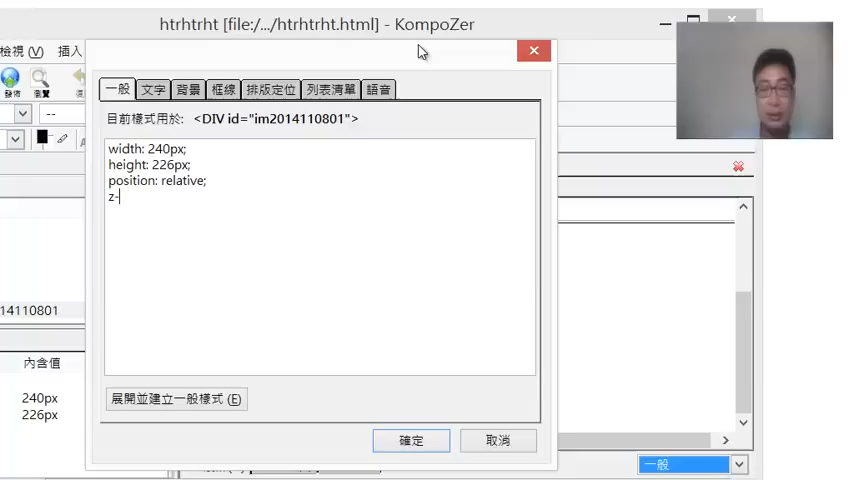 htrhtrht [file:/.../htrhtrht.html] - KompoZer
檢視 (V) 插入
發佈 瀏覽
--
一般 文字 背景 框線 排版定位 列表清單 語音
目前樣式用於: <DIV id="im2014110801">
width: 240px;
height: 226px;
position: relative;
z-
14110801
內含值
240px
226px
展開並建立一般樣式 (E)
確定 取消
一般